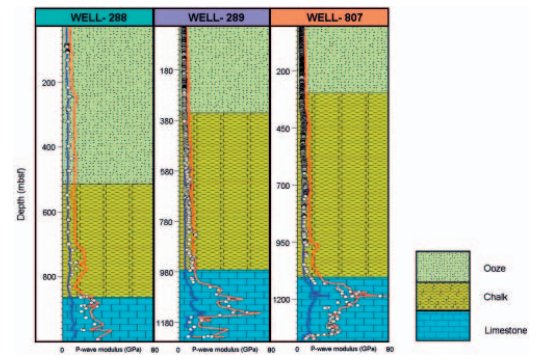 WELL- 288
WELL- 289
WELL- 807
Depth (mbsf)
200
400
600
800
180
380
580
780
980
1180
200
450
700
950
1200
0 P-wave modulus (GPa) 80
0 P-wave modulus (GPa) 80
0 P-wave modulus (GPa) 80
Ooze
Chalk
Limestone